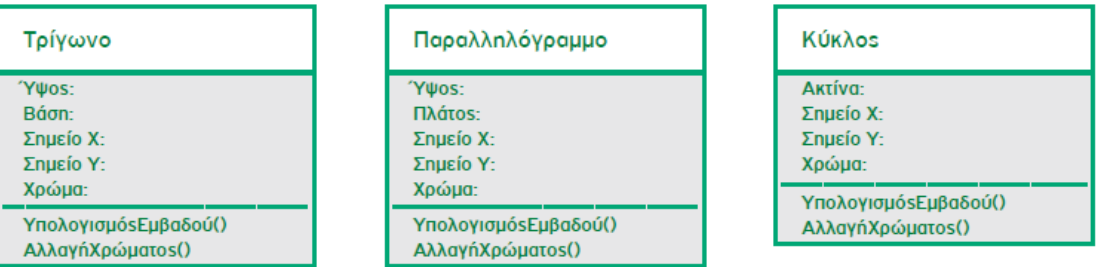 Τρίγωνο
Ύψος:
Βάση:
Σημείο Χ:
Σημείο Υ:
Χρώμα:
ΥπολογισμόςΕμβαδού()
ΑλλαγήΧρώματος()
Παραλληλόγραμμο
Ύψος:
Πλάτος:
Σημείο Χ:
Σημείο Υ:
Χρώμα:
ΥπολογισμόςΕμβαδού()
ΑλλαγήΧρώματος()
Κύκλος
Ακτίνα:
Σημείο Χ:
Σημείο Υ:
Χρώμα:
ΥπολογισμόςΕμβαδού()
ΑλλαγήΧρώματος()